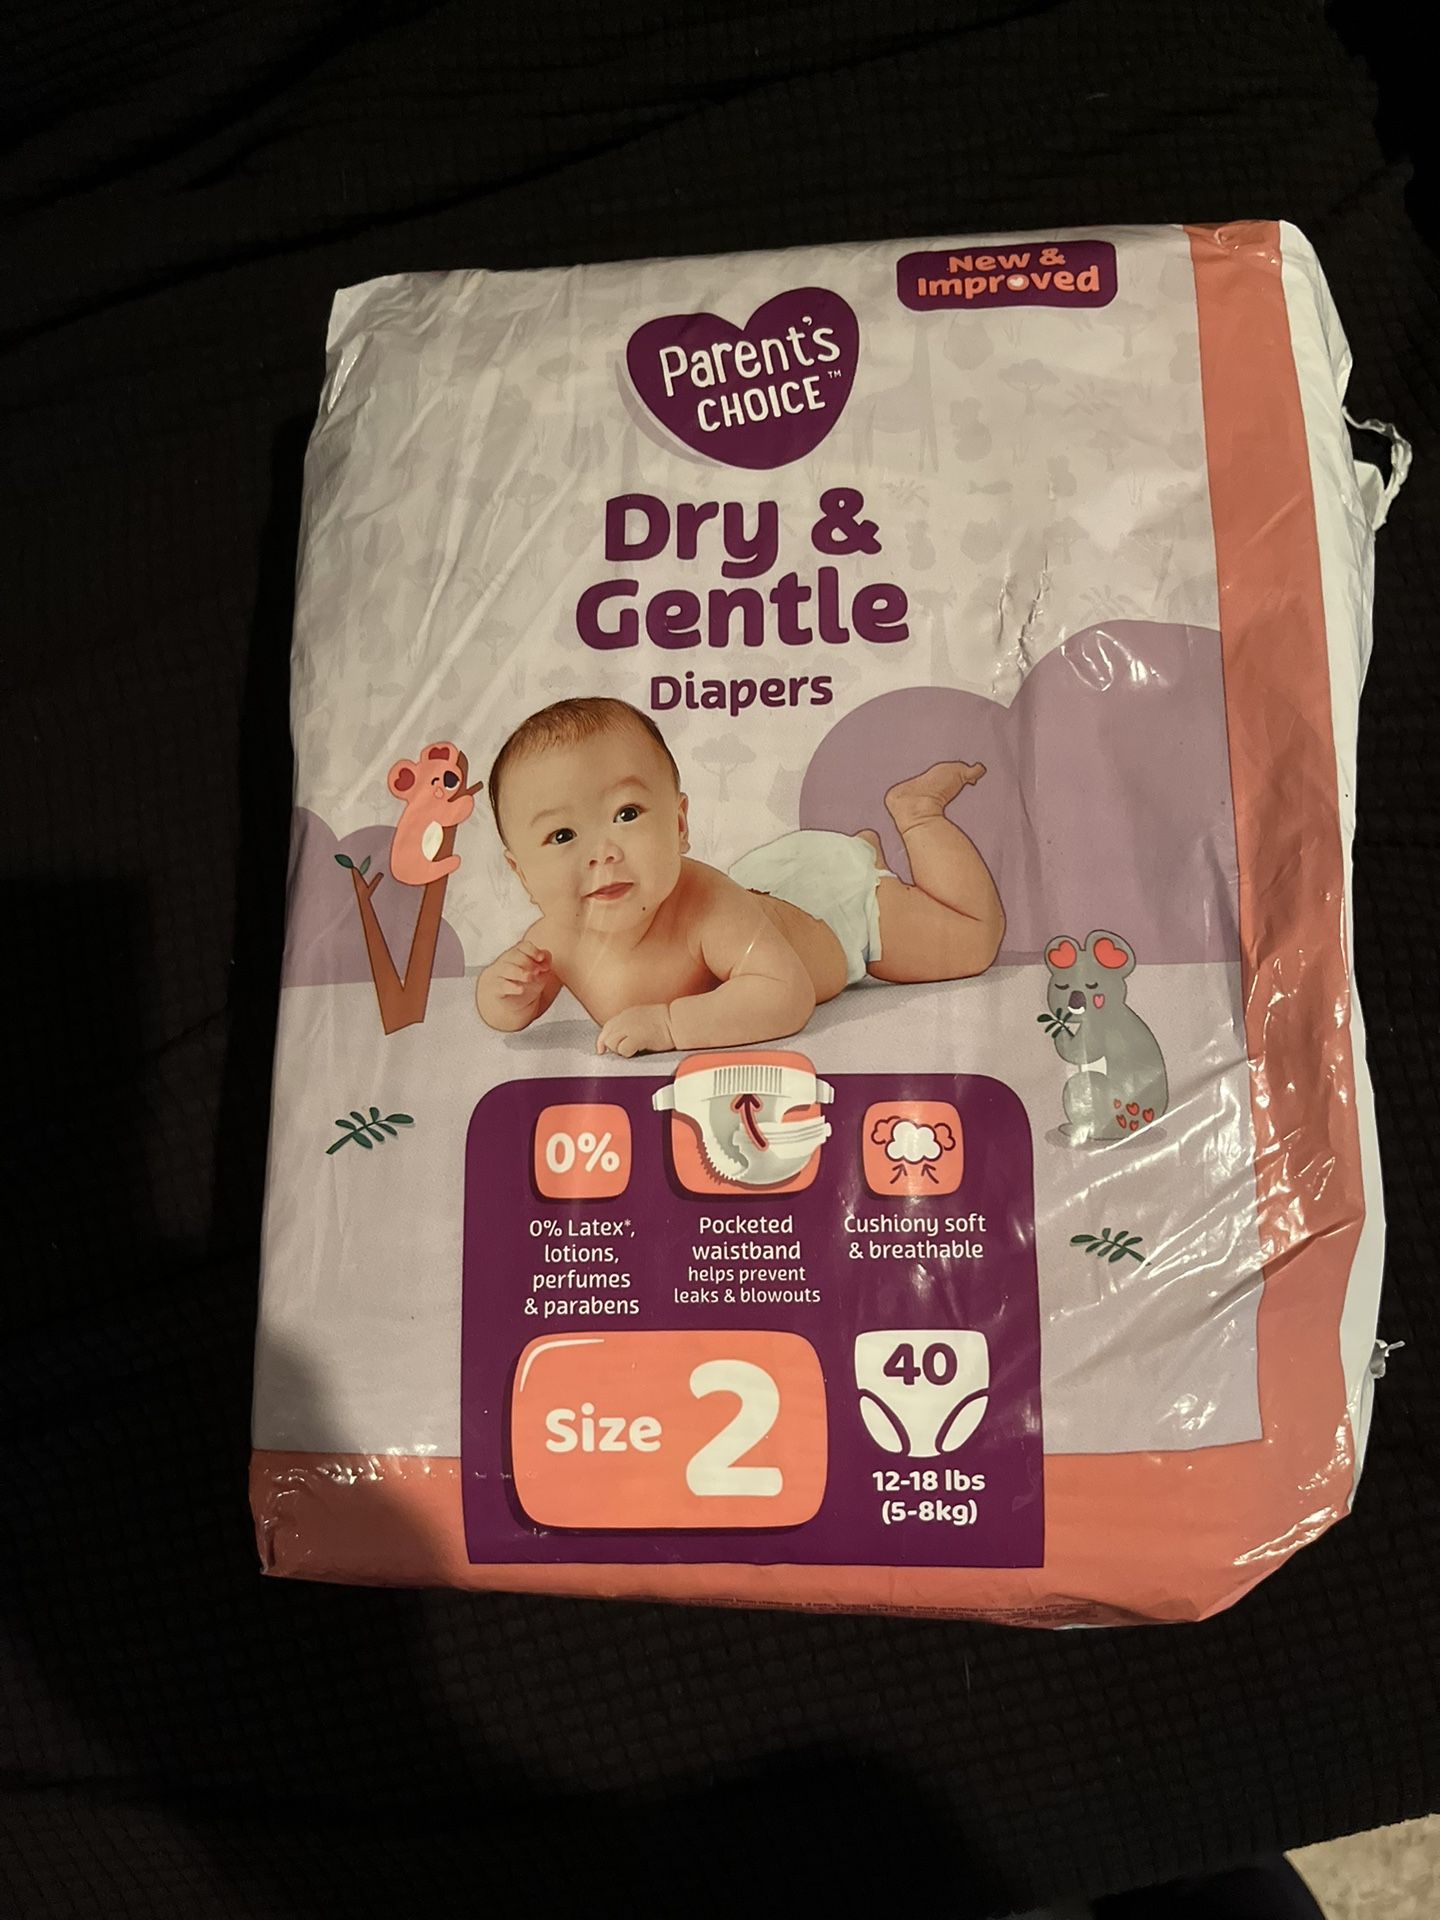 New &
Improved
Parent's
CHOICE™
Dry &
Gentle
Diapers
0%
0% Latex*,
lotions,
perfumes
& parabens
Pocketed
waistband
helps prevent
leaks & blowouts
Cushiony soft
& breathable
Size 2
40
12-18 lbs
(5-8kg)